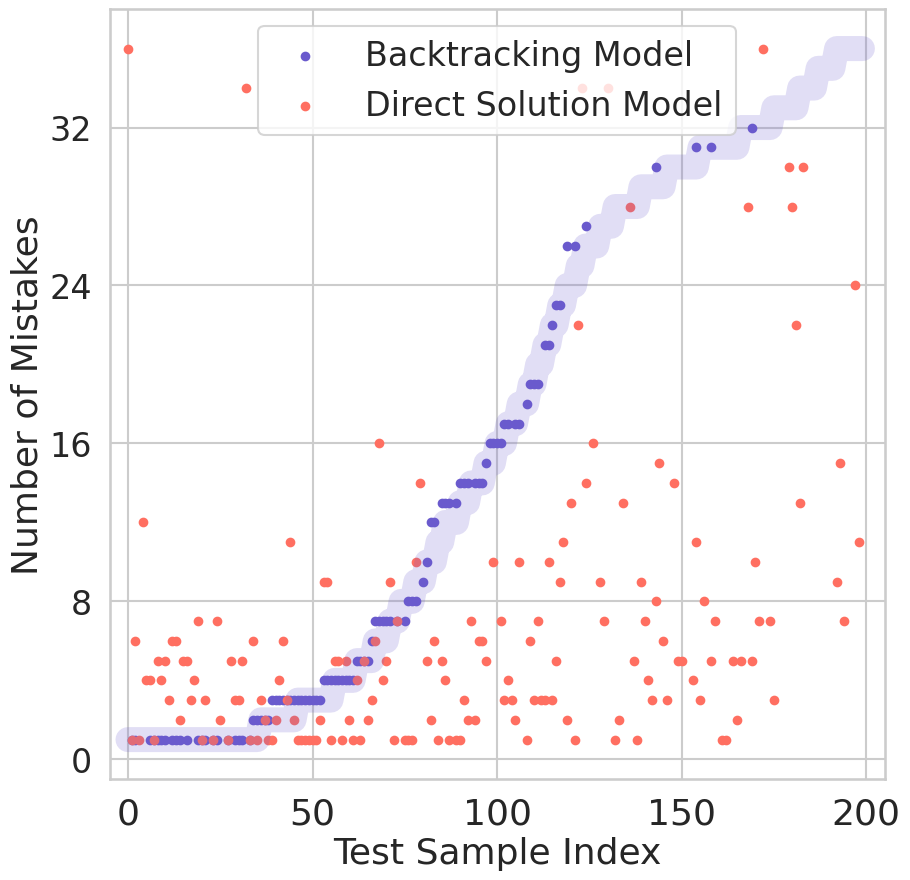 Backtracking Model
Direct Solution Model
Number of Mistakes
32
24
16
8
0
0 50 100 150 200
Test Sample Index